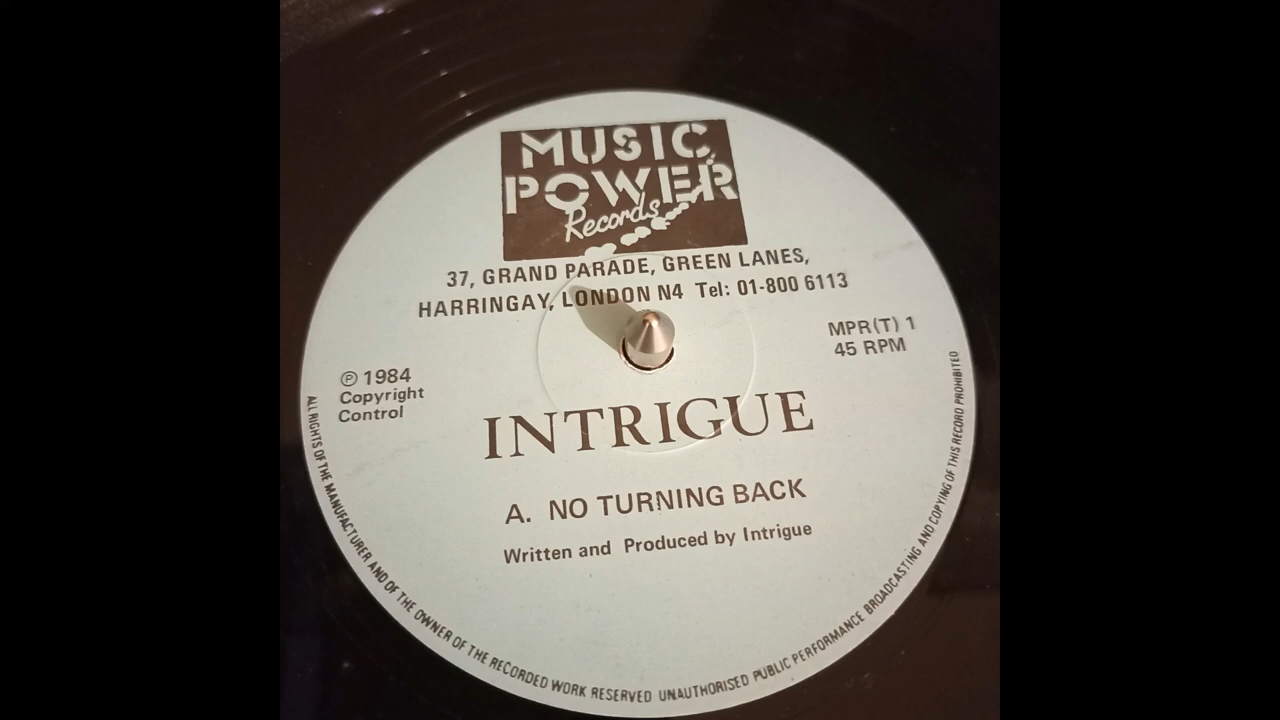 MUSIC
POWER
Records
37, GRAND PARADE, GREEN LANES,
HARRINGAY, LONDON N4 Tel: 01-800 6113
MPR(T) 1
45 RPM
℗ 1984
Copyright
Control
INTRIGUE
A. NO TURNING BACK
Written and Produced by Intrigue
ALL RIGHTS OF THE MANUFACTURER AND OF THE OWNER OF THE RECORDED WORK RESERVED UNAUTHORISED PUBLIC PERFORMANCE BROADCASTING AND COPYING OF THIS RECORD PROHIBITED